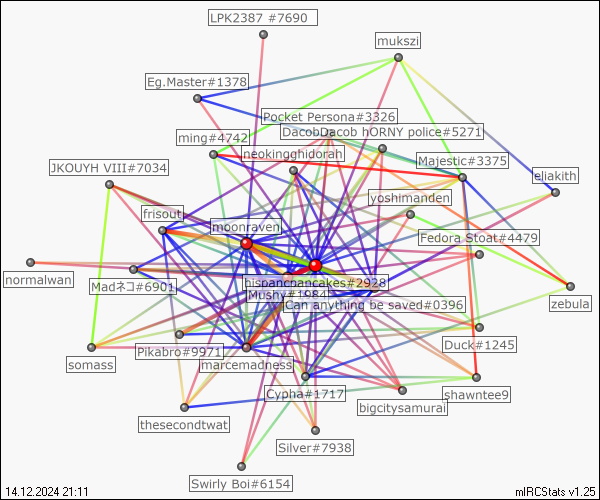 LPK2387 #7690
mukszi
Eg.Master#1378
Pocket Persona#3326
DacobDacob hORNY police#5271
ming#4742
neokingghidorah
Majestic#3375
JKOUYH VIII#7034
eliakith
yoshimanden
frisout
moonraven
Fedora Stoat#4479
normalwan
Madネコ#6901
hispancpancakes#2928
Mushy#1984
Can anything be saved#0396
zebula
Duck#1245
Pikabro#9971
somass
marcemadness
Cypha#1717
shawntee9
bigcitysamurai
thesecondtwat
Silver#7938
Swirly Boi#6154
14.12.2024 21:11
mIRCStats v1.25